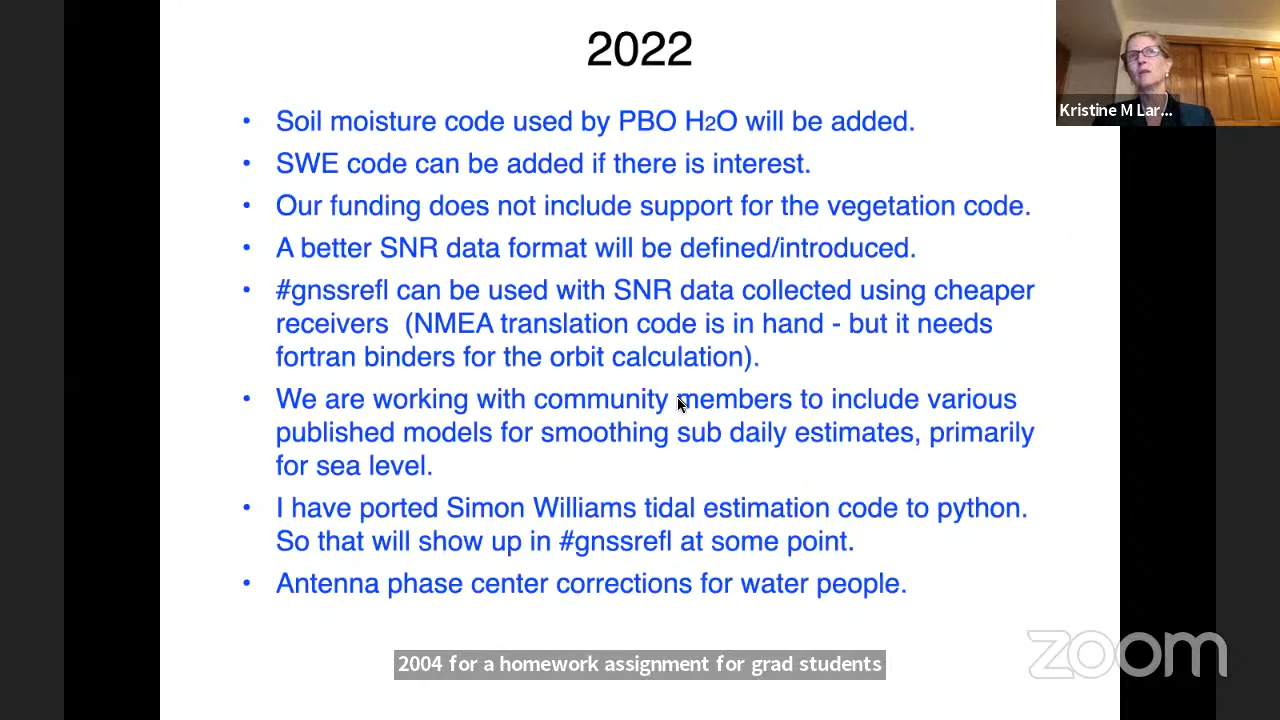 2022
• Soil moisture code used by PBO H2O will be added.
• SWE code can be added if there is interest.
• Our funding does not include support for the vegetation code.
• A better SNR data format will be defined/introduced.
• #gnssrefl can be used with SNR data collected using cheaper
receivers (NMEA translation code is in hand - but it needs
fortran binders for the orbit calculation).
• We are working with community members to include various
published models for smoothing sub daily estimates, primarily
for sea level.
• I have ported Simon Williams tidal estimation code to python.
So that will show up in #gnssrefl at some point.
• Antenna phase center corrections for water people.
Kristine M Lar...
2004 for a homework assignment for grad students
zoom